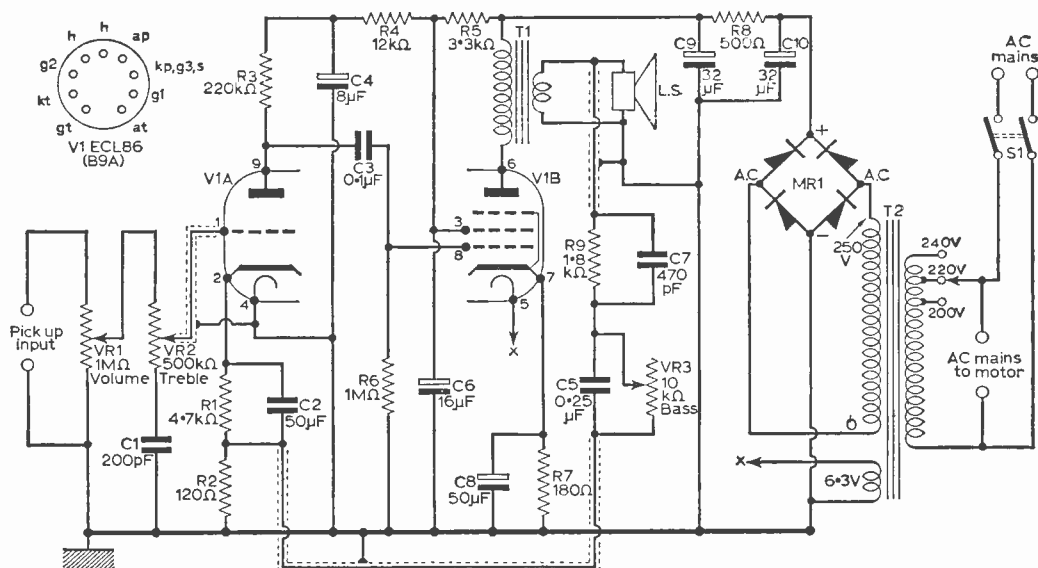 h
h
ap
g2
kp,g3,s
kt
g1
gt
at
V1 ECL86
(B9A)
R3
220kΩ
R4
12kΩ
C4
8µF
R5
3·3kΩ
T1
L.S.
C9
32
µF
R8
500Ω
C10
32
µF
AC
mains
S1
+
A.C
MR1
A.C
−
250
V
T2
240V
220V
200V
AC mains
to motor
O
x
6·3V
C3
0·1µF
V1A
9
1
2
4
V1B
6
3
8
7
5
x
R9
1·8
kΩ
C7
470
pF
Pick up
input
VR1
1MΩ
Volume
VR2
500kΩ
Treble
C1
200pF
R1
4·7kΩ
C2
50µF
R2
120Ω
R6
1MΩ
C6
16µF
C8
50µF
R7
180Ω
C5
0·25
µF
VR3
10
kΩ
Bass